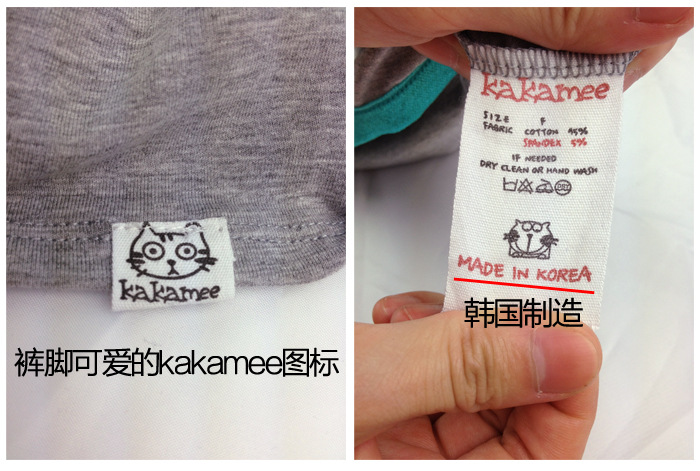 kakamee
裤脚可爱的kakamee图标
kakamee
SIZE F
FABRIC COTTON 95%
SPANDEX 5%
IF NEEDED
DRY CLEAN OR HAND WASH
MADE IN KOREA
韩国制造